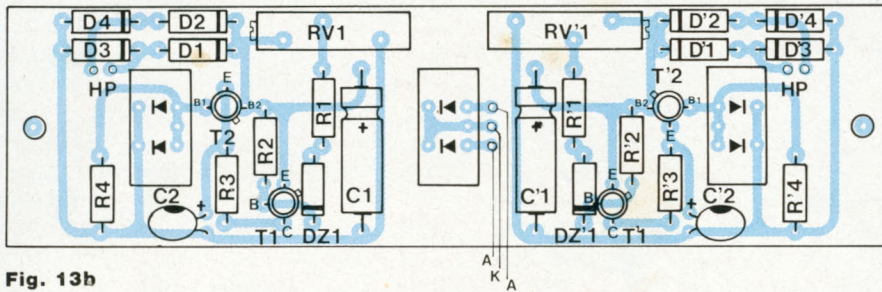 D4 D2 RV1 RV'1 D'2 D'4
D3 D1 D'1 D'3
HP E T'2 HP
B1 B2 R1 R'1 B2 B1
T2 R2 + + R'2 E
R4 C2 R3 E C1 C'1 E R'3 C'2 R'4
+ B B +
T1 C DZ1 DZ'1 C T'1
A K A
Fig. 13b